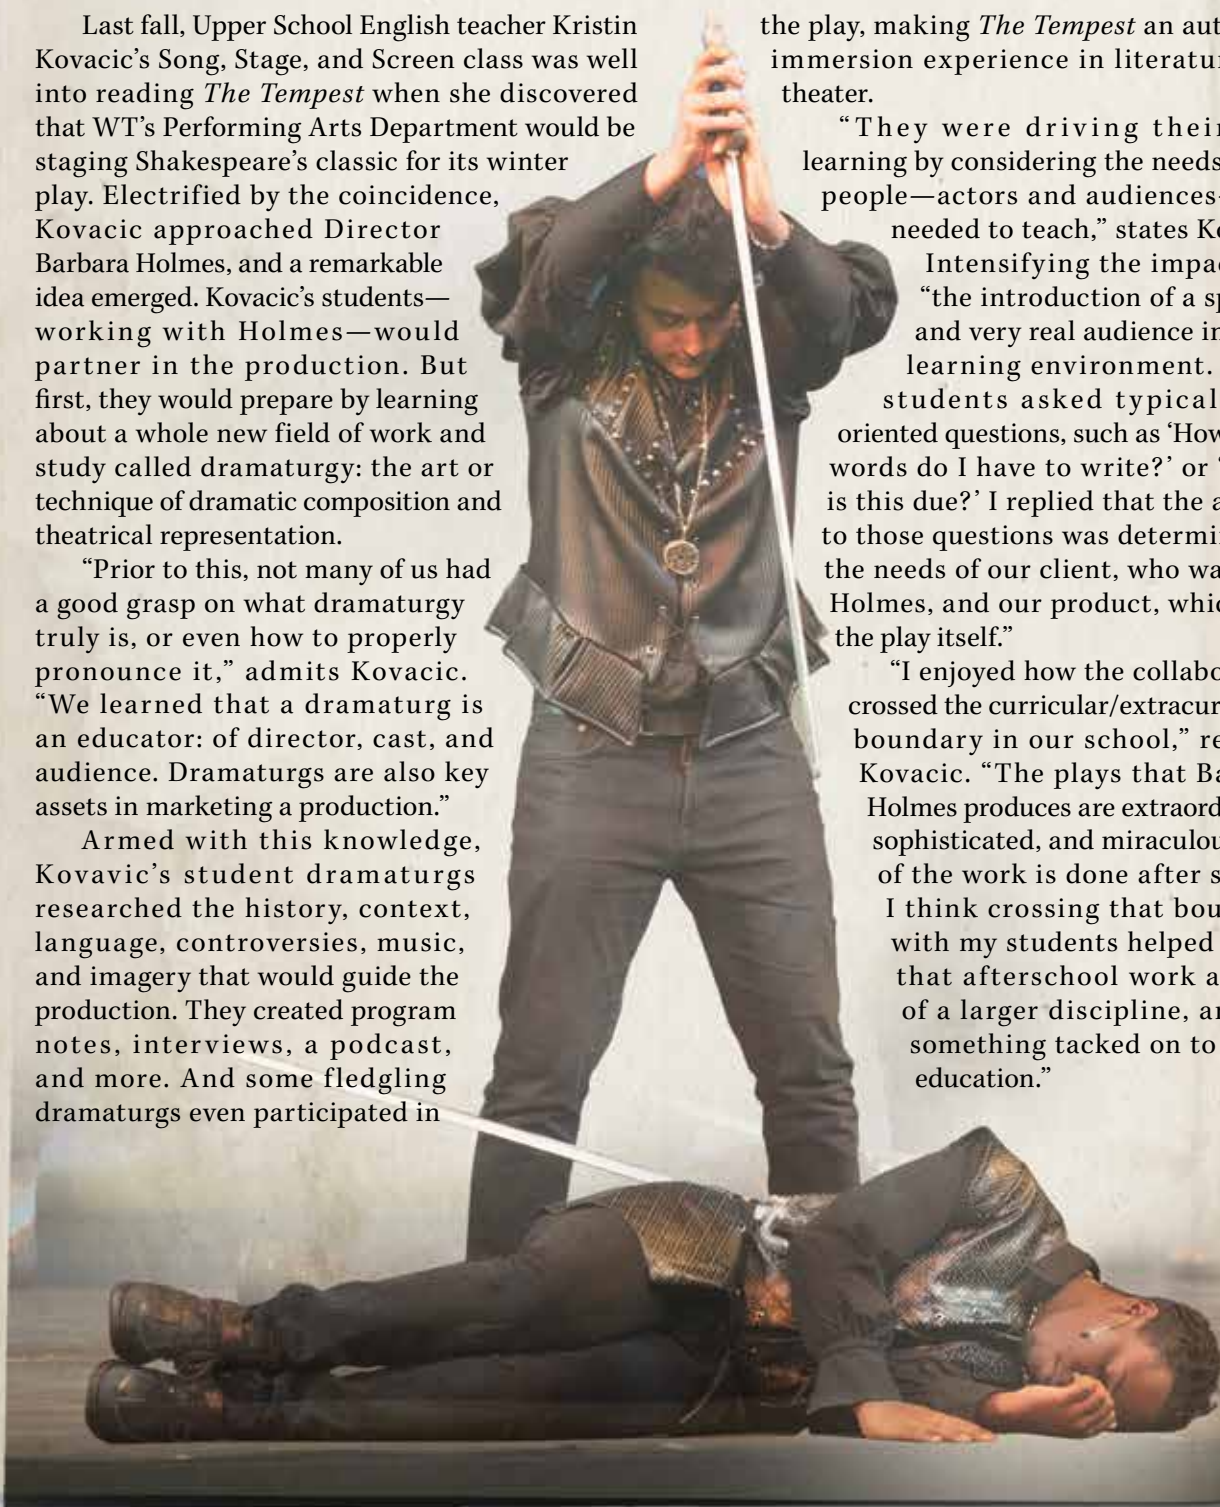 Last fall, Upper School English teacher Kristin
Kovacic’s Song, Stage, and Screen class was well
into reading The Tempest when she discovered
that WT’s Performing Arts Department would be
staging Shakespeare’s classic for its winter
play. Electrified by the coincidence,
Kovacic approached Director
Barbara Holmes, and a remarkable
idea emerged. Kovacic’s students—
working with Holmes—would
partner in the production. But
first, they would prepare by learning
about a whole new field of work and
study called dramaturgy: the art or
technique of dramatic composition and
theatrical representation.
“Prior to this, not many of us had
a good grasp on what dramaturgy
truly is, or even how to properly
pronounce it,” admits Kovacic.
“We learned that a dramaturg is
an educator: of director, cast, and
audience. Dramaturgs are also key
assets in marketing a production.”
Armed with this knowledge,
Kovavic’s student dramaturgs
researched the history, context,
language, controversies, music,
and imagery that would guide the
production. They created program
notes, interviews, a podcast,
and more. And some fledgling
dramaturgs even participated in
the play, making The Tempest an
immersion experience in
theater.
“They were driving their
learning by considering the needs
people—actors and audiences
needed to teach,” states
Intensifying the
“the introduction of a
and very real audience in
learning environment.
students asked typical
oriented questions, such as ‘How
words do I have to write?’ or
is this due?’ I replied that the
to those questions was
the needs of our client, who
Holmes, and our product,
the play itself.”
“I enjoyed how the
crossed the
boundary in our school,”
Kovacic. “The plays that
Holmes produces are
sophisticated, and
of the work is done after
I think crossing that
with my students helped
that afterschool work
of a larger discipline,
something tacked on to
education.”